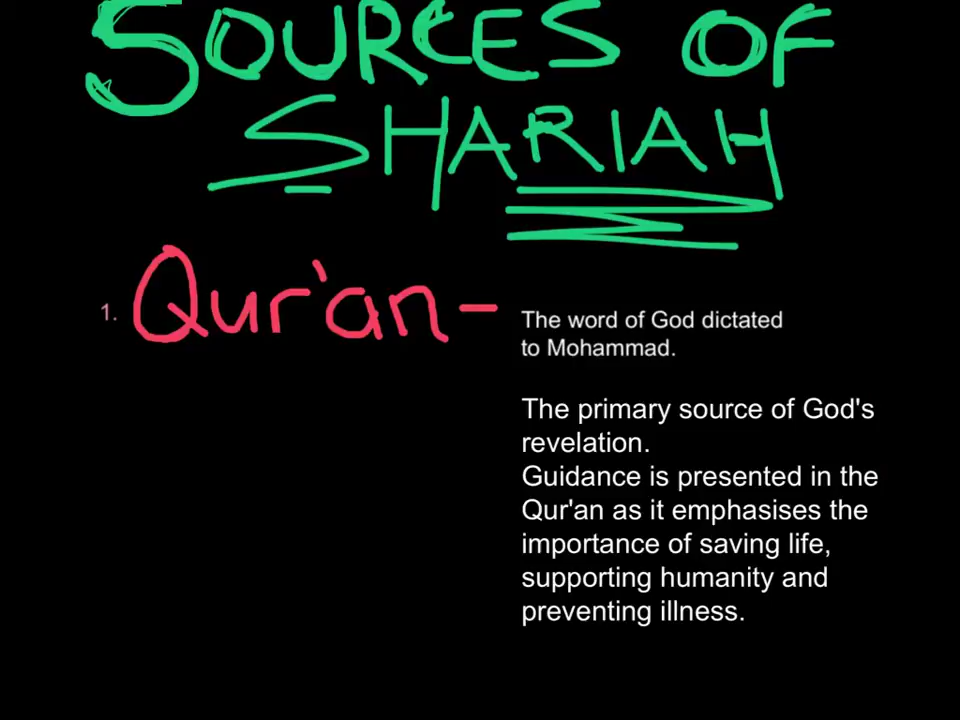 SOURCES OF
SHARIAH
1. Qur'an -
The word of God dictated
to Mohammad.
The primary source of God's
revelation.
Guidance is presented in the
Qur'an as it emphasises the
importance of saving life,
supporting humanity and
preventing illness.